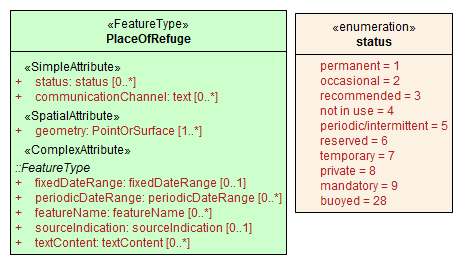 «FeatureType»
PlaceOfRefuge
«SimpleAttribute»
+ status: status [0..*]
+ communicationChannel: text [0..*]
«SpatialAttribute»
+ geometry: PointOrSurface [1..*]
«ComplexAttribute»
::FeatureType
+ fixedDateRange: fixedDateRange [0..1]
+ periodicDateRange: periodicDateRange [0..*]
+ featureName: featureName [0..*]
+ sourceIndication: sourceIndication [0..1]
+ textContent: textContent [0..*]
«enumeration»
status
permanent = 1
occasional = 2
recommended = 3
not in use = 4
periodic/intermittent = 5
reserved = 6
temporary = 7
private = 8
mandatory = 9
buoyed = 28